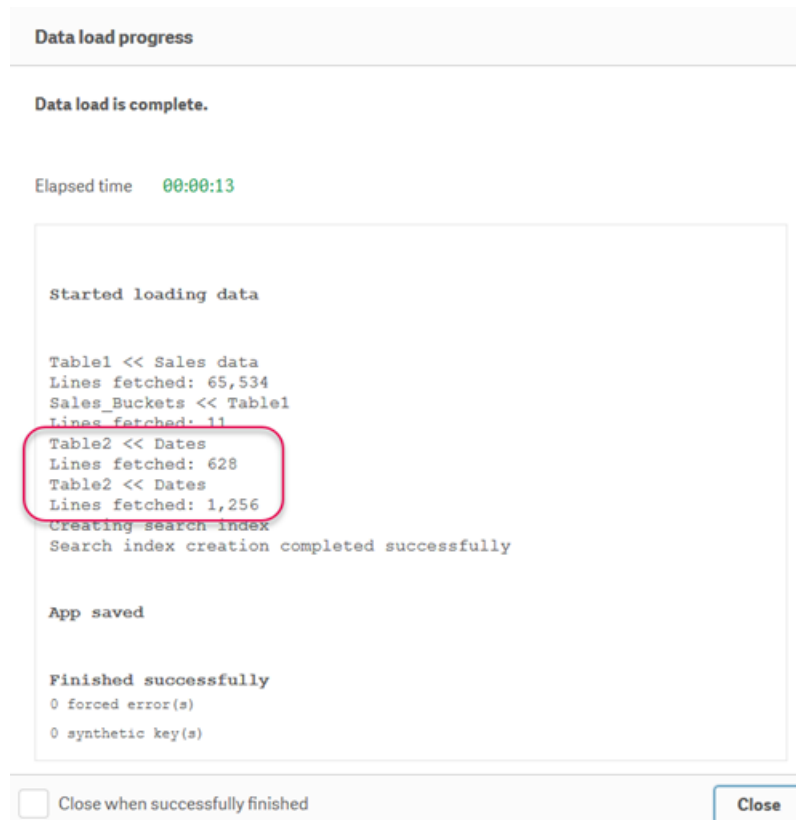 Data load progress
Data load is complete.
Elapsed time 00:00:13
Started loading data
Table1 << Sales data
Lines fetched: 65,534
Sales_Buckets << Table1
Lines fetched: 11
Table2 << Dates
Lines fetched: 628
Table2 << Dates
Lines fetched: 1,256
Creating search index
Search index creation completed successfully
App saved
Finished successfully
0 forced error(s)
0 synthetic key(s)
Close when successfully finished
Close